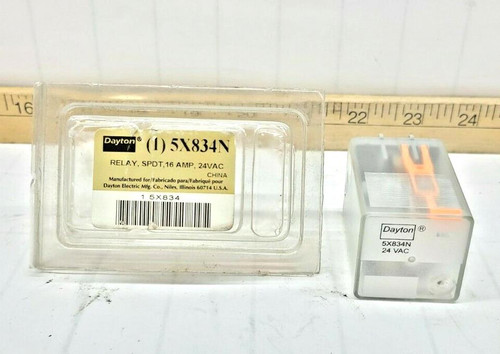 16 22 23 24
Dayton® (1) 5X834N
RELAY, SPDT,16 AMP, 24VAC
CHINA
Manufactured for/Fabricado para/Fabriqué pour
Dayton Electric Mfg. Co., Niles, Illinois 60714 U.S.A.
1 5X834
Dayton®
5X834N
24 VAC